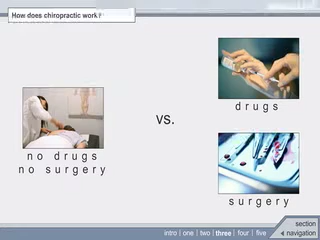 How does chiropractic work?
no drugs
no surgery
vs.
drugs
surgery
intro | one | two | three | four | five
section
navigation